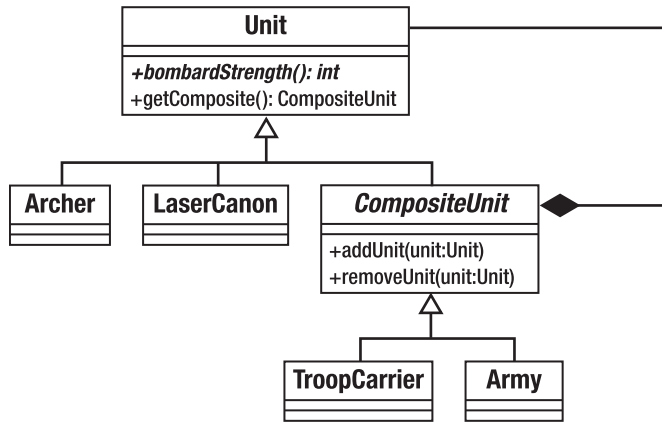 Unit
+bombardStrength(): int
+getComposite(): CompositeUnit
Archer
LaserCanon
CompositeUnit
+addUnit(unit:Unit)
+removeUnit(unit:Unit)
TroopCarrier
Army